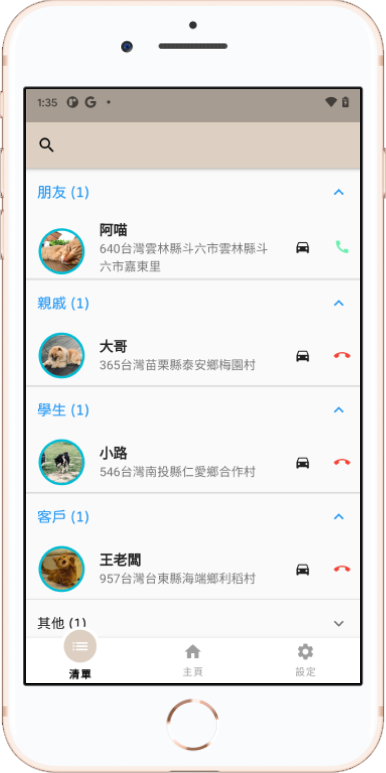 1:35
朋友 (1)
阿喵
640台灣雲林縣斗六市雲林縣斗
六市嘉東里
親戚 (1)
大哥
365台灣苗栗縣泰安鄉梅園村
學生 (1)
小路
546台灣南投縣仁愛鄉合作村
客戶 (1)
王老闆
957台灣台東縣海端鄉利稻村
其他 (1)
清單
主頁
設定